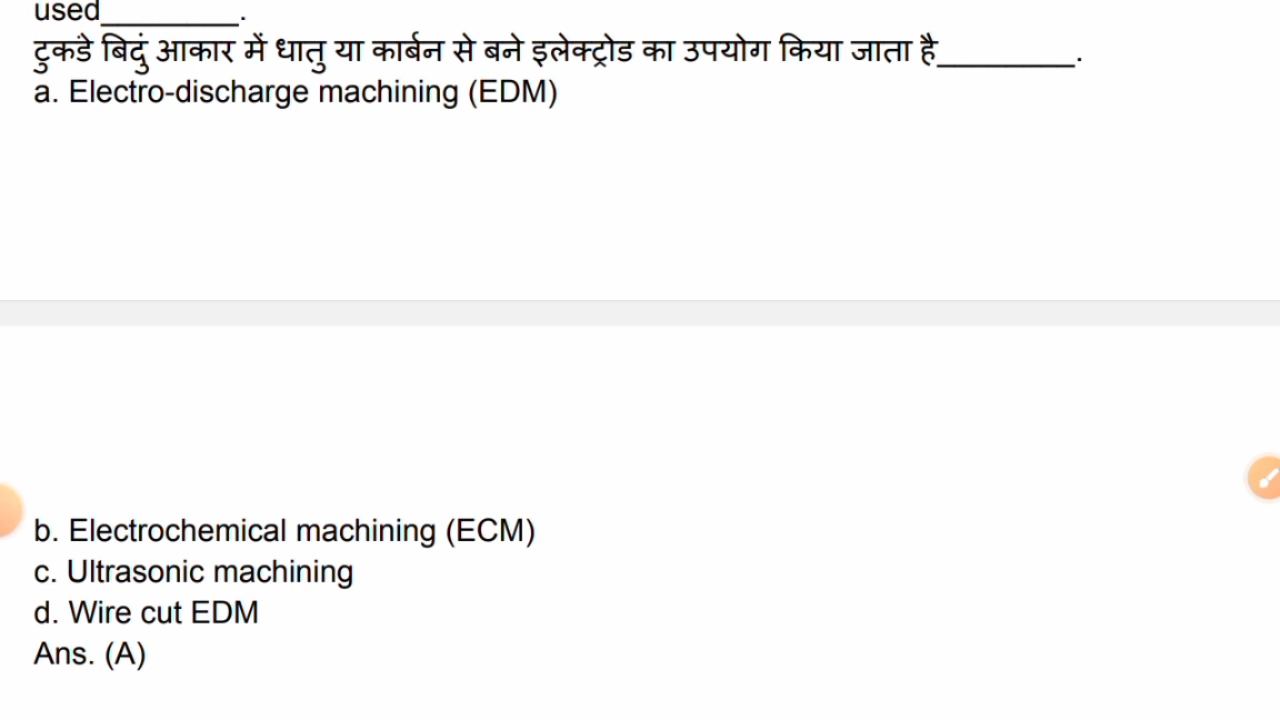 used________.
टुकडे बिदुं आकार में धातु या कार्बन से बने इलेक्ट्रोड का उपयोग किया जाता है________.
a. Electro-discharge machining (EDM)
b. Electrochemical machining (ECM)
c. Ultrasonic machining
d. Wire cut EDM
Ans. (A)